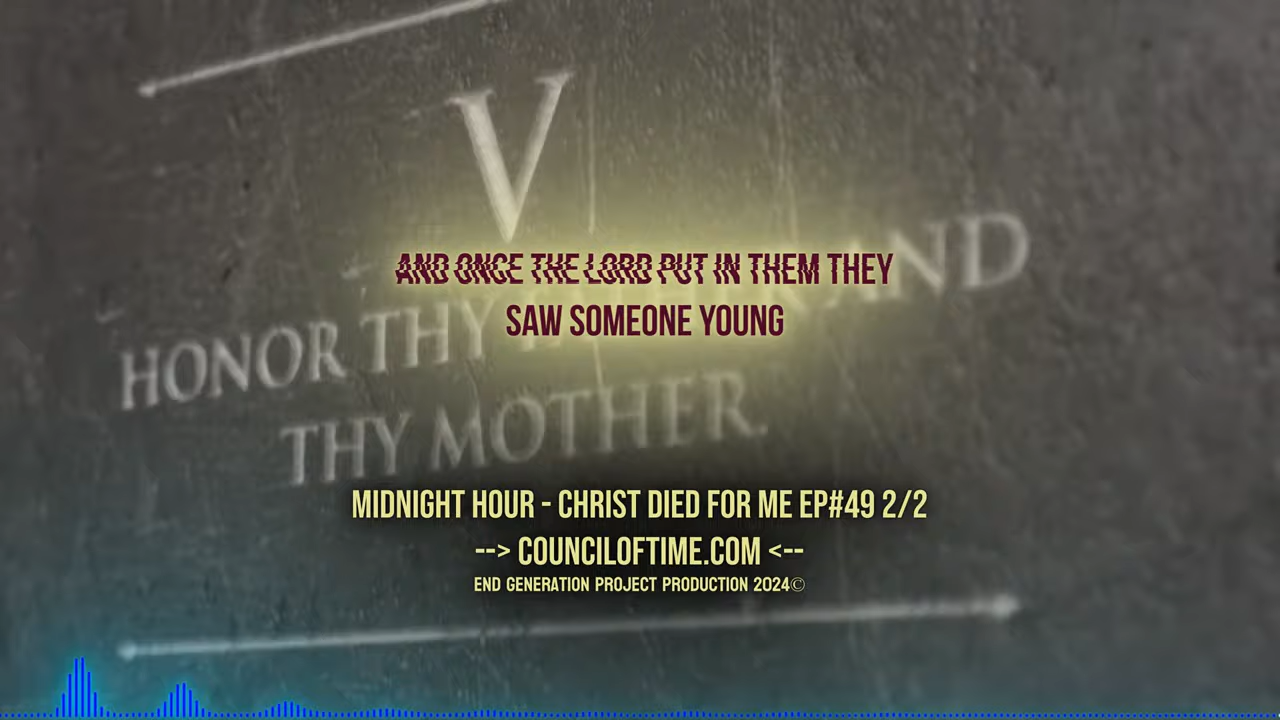 V
AND ONCE THE LORD PUT IN THEM THEY
SAW SOMEONE YOUNG
AND
HONOR THY
THY MOTHER.
MIDNIGHT HOUR - CHRIST DIED FOR ME EP#49 2/2
--> COUNCILOFTIME.COM <--
END GENERATION PROJECT PRODUCTION 2024©